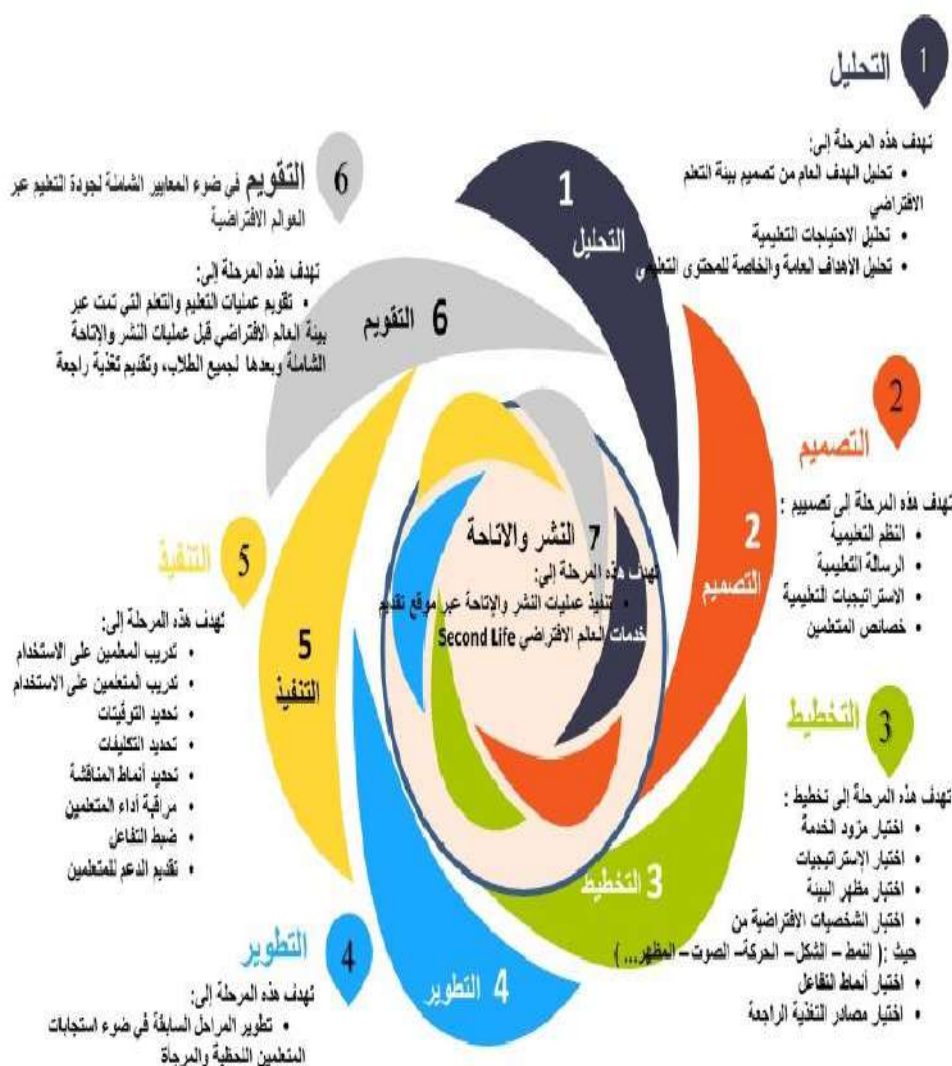 1 التحليل
تهدف هذه المرحلة إلى:
• تحليل الهدف العام من تصميم بيئة التعلم
الافتراضي
• تحليل الاحتياجات التعليمية
• تحليل الأهداف العامة والخاصة للمحتوى التعليمي
2
التصميم
تهدف هذه المرحلة إلى تصمييم :
• النظم التعليمية
• الرسالة التعليمية
• الاستراتيجيات التعليمية
• خصائص المتعلمين
3 التخطيط
تهدف هذه المرحلة إلى تخطيط :
• اختيار مزود الخدمة
• اختيار الإستراتيجيات
• اختيار مظهر البيئة
• اختيار الشخصيات الافتراضية من
حيث :( النمط – الشكل – الحركة – الصوت – المظهر... )
• اختيار أنماط التفاعل
• اختيار مصادر التغذية الراجعة
4 التطوير
تهدف هذه المرحلة إلى:
• تطوير المراحل السابقة في ضوء استجابات
المتعلمين اللحظية والمرجأة
5 التنفيذ
تهدف هذه المرحلة إلى:
• تدريب المعلمين على الاستخدام
• تدريب المتعلمين على الاستخدام
• تحديد التوقيتات
• تحديد التكليفات
• تحديد أنماط المناقشة
• مراقبة أداء المتعلمين
• ضبط التفاعل
• تقديم الدعم للمتعلمين
6 التقويم في ضوء المعايير الشاملة لجودة التعليم عبر
العوالم الافتراضية
تهدف هذه المرحلة إلى:
• تقويم عمليات التعليم والتعلم التي تمت عبر
بيئة العالم الافتراضي قبل عمليات النشر والإتاحة
الشاملة وبعدها لجميع الطلاب، وتقديم تغذية راجعة
1
التحليل
2
التصميم
3 التخطيط
4 التطوير
5
التنفيذ
6 التقويم
7 النشر والاتاحة
تهدف هذه المرحلة إلى:
• تنفيذ عمليات النشر والإتاحة عبر موقع تقديم
خدمات العالم الافتراضي Second Life